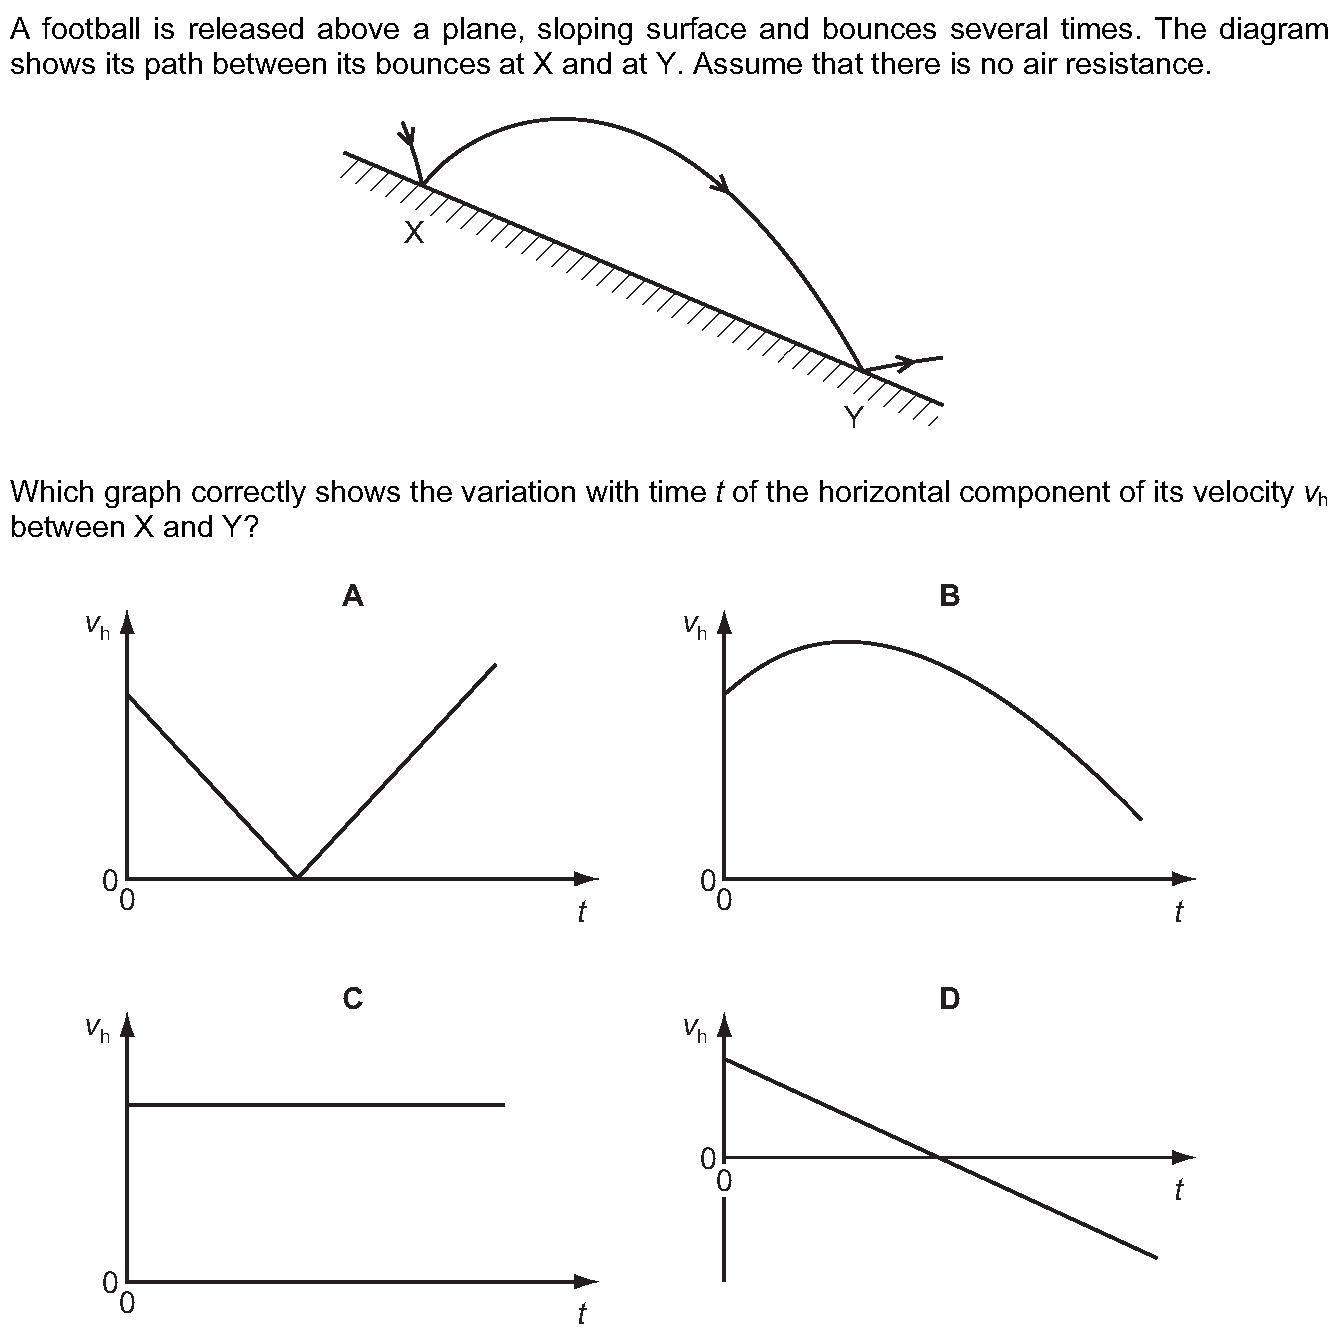 A football is released above a plane, sloping surface and bounces several times. The diagram
shows its path between its bounces at X and at Y. Assume that there is no air resistance.
X
Y
Which graph correctly shows the variation with time t of the horizontal component of its velocity vh
between X and Y?
A
B
vh
vh
0
0
t
0
0
t
C
D
vh
vh
0
0
t
0
0
t